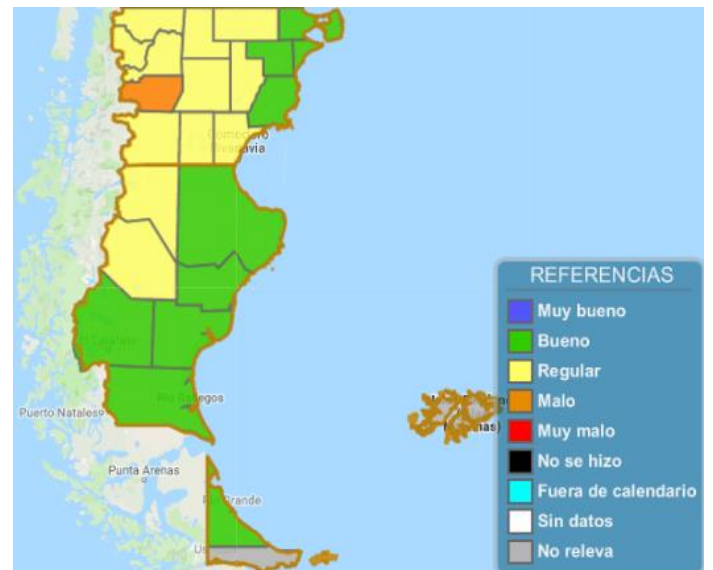 Comodoro
Rivadavia
REFERENCIAS
Muy bueno
Bueno
Regular
Malo
Muy malo
No se hizo
Fuera de calendario
Sin datos
No releva
El Calafate
Río Gallegos
Puerto Natales
Punta Arenas
Río Grande